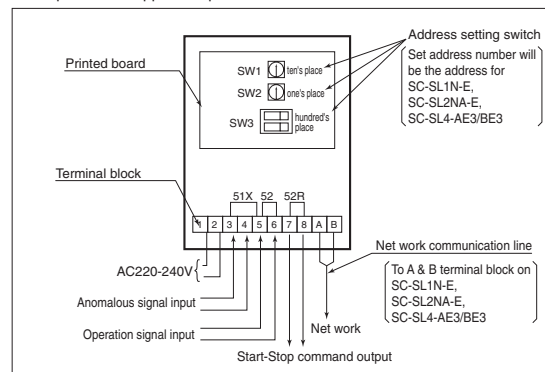 Address setting switch
Set address number will
be the address for
SC-SL1N-E,
SC-SL2NA-E,
SC-SL4-AE3/BE3
Printed board
SW1 ten's place
SW2 one's place
SW3 hundred's
place
Terminal block
51X 52 52R
1 2 3 4 5 6 7 8 A B
Net work communication line
AC220-240V
To A & B terminal block on
SC-SL1N-E,
SC-SL2NA-E,
SC-SL4-AE3/BE3
Anomalous signal input
Operation signal input
Net work
Start-Stop command output